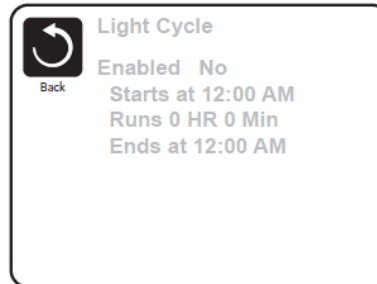 Light Cycle
Enabled No
Back
Starts at 12:00 AM
Runs 0 HR 0 Min
Ends at 12:00 AM